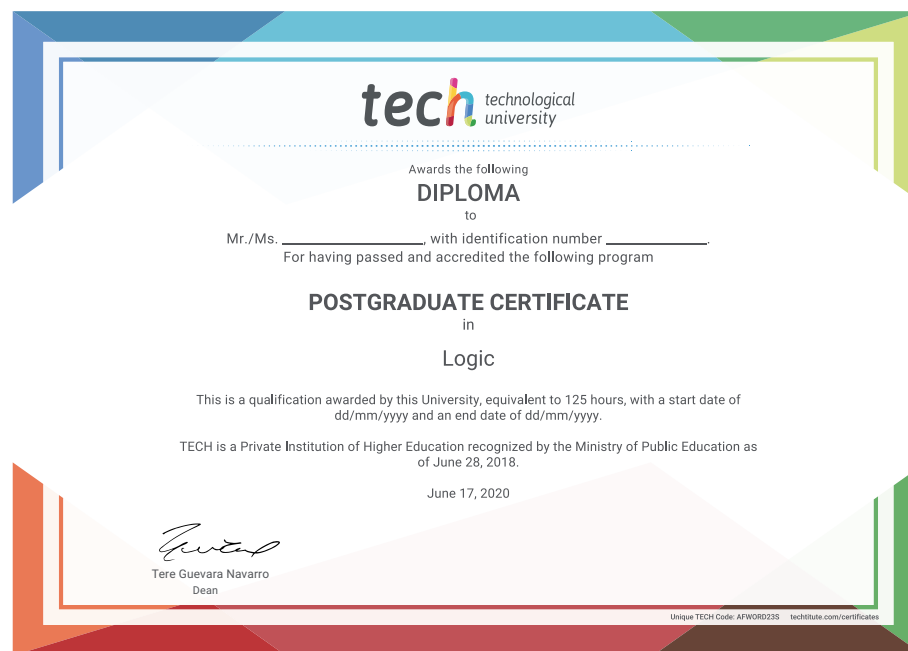 tech technological
university
Awards the following
DIPLOMA
to
Mr./Ms. ____________________, with identification number ______________.
For having passed and accredited the following program
POSTGRADUATE CERTIFICATE
in
Logic
This is a qualification awarded by this University, equivalent to 125 hours, with a start date of
dd/mm/yyyy and an end date of dd/mm/yyyy.
TECH is a Private Institution of Higher Education recognized by the Ministry of Public Education as
of June 28, 2018.
June 17, 2020
Tere Guevara Navarro
Dean
Unique TECH Code: AFWORD23S techtitute.com/certificates